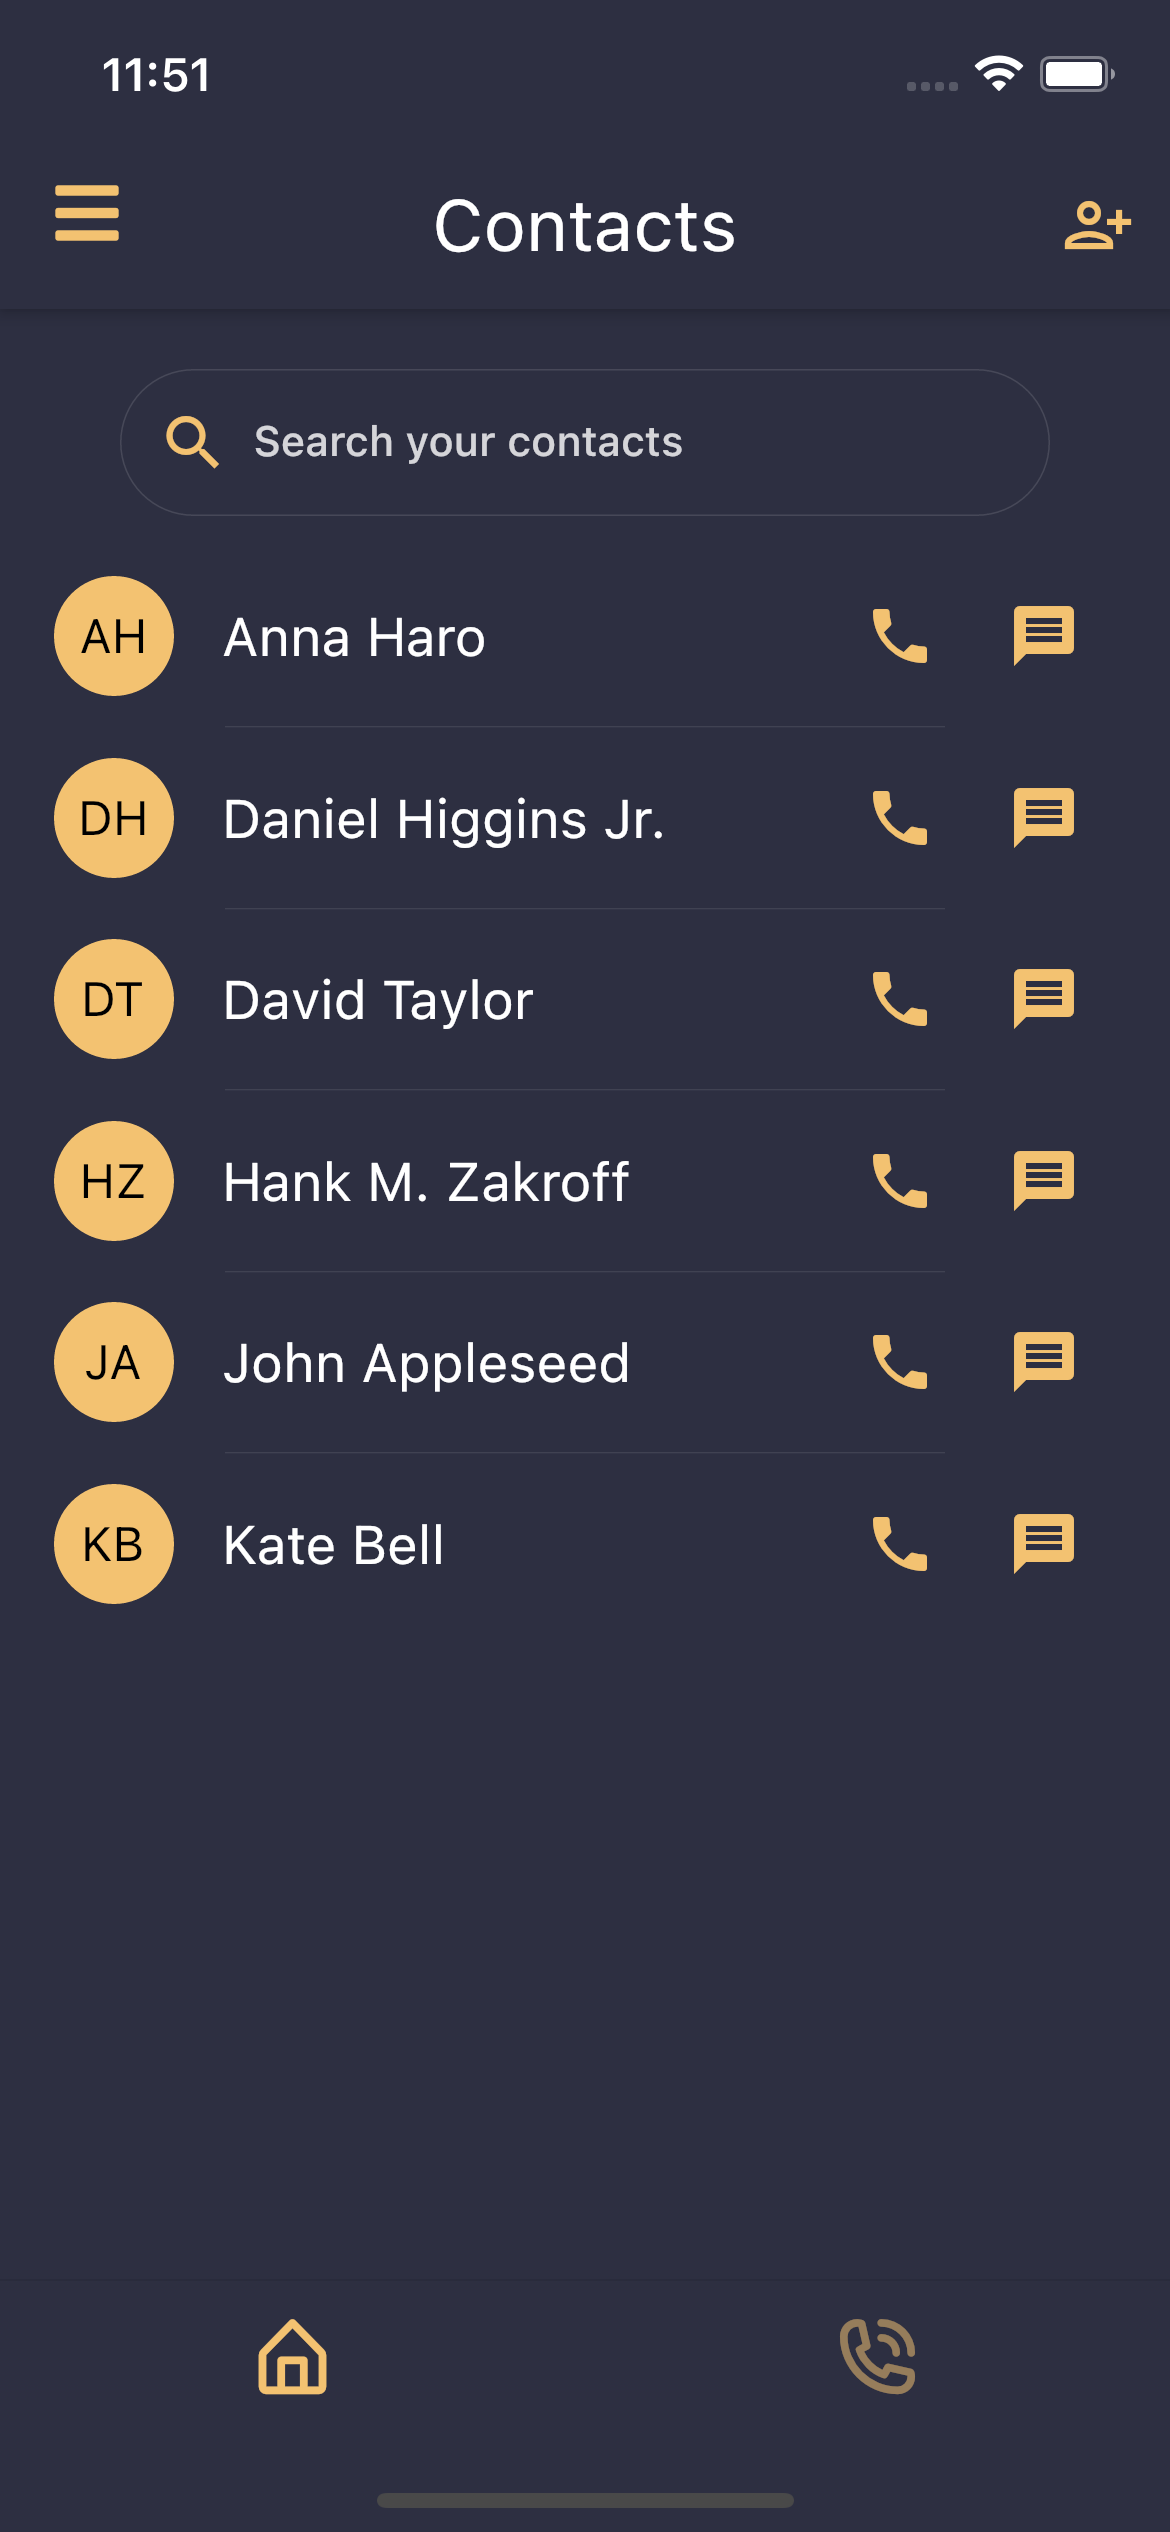 11:51
Contacts
Search your contacts
AH Anna Haro
DH Daniel Higgins Jr.
DT David Taylor
HZ Hank M. Zakroff
JA John Appleseed
KB Kate Bell